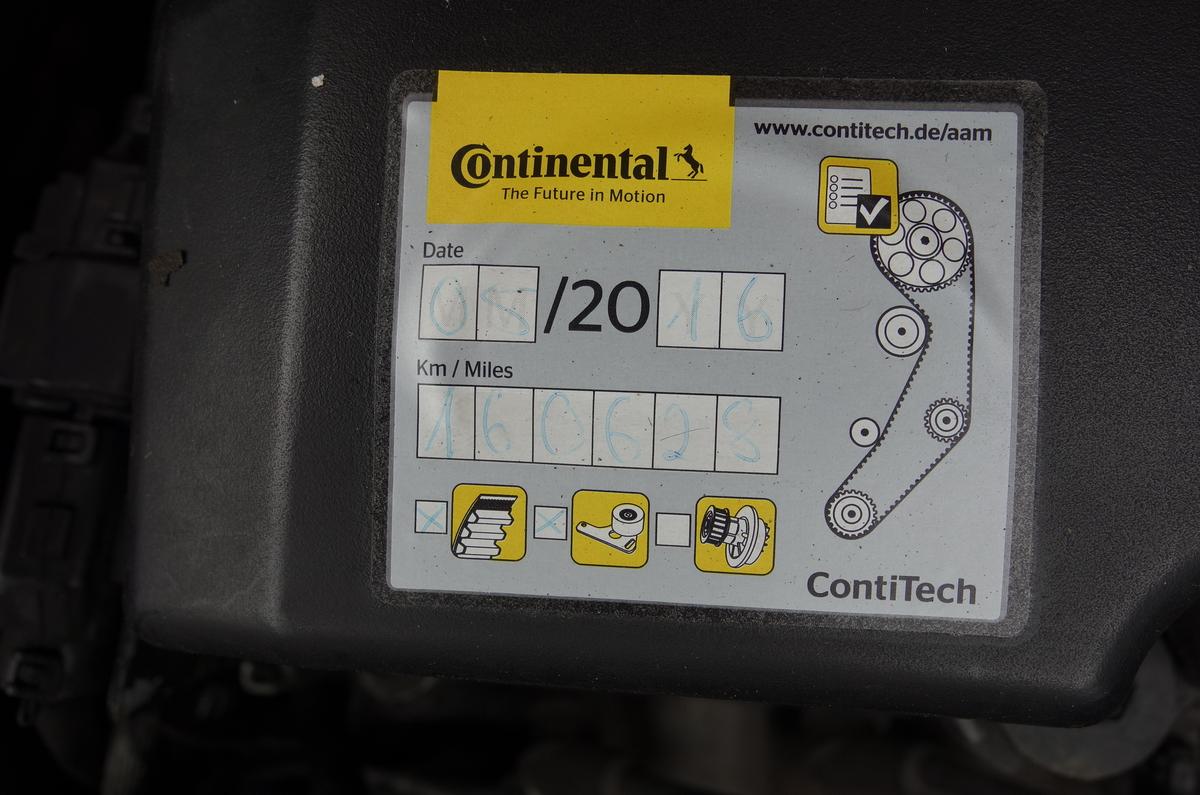 www.contitech.de/aam
Continental
The Future in Motion
Date
05/2016
Km / Miles
160628
ContiTech